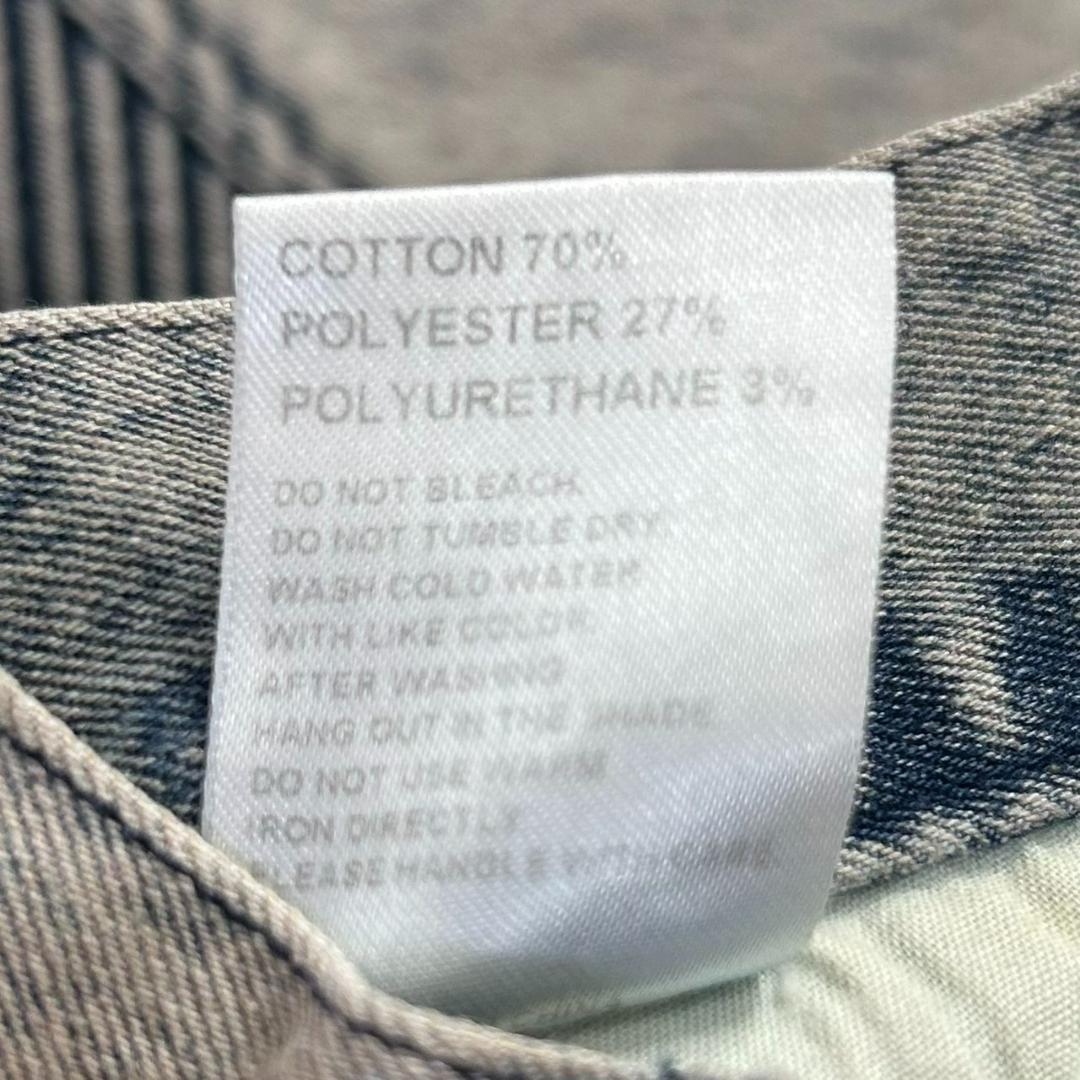 COTTON 70%
POLYESTER 27%
POLYURETHANE 3%
DO NOT BLEACH
DO NOT TUMBLE DRY
WASH COLD WATER
WITH LIKE COLOR
AFTER WASHING
HANG OUT IN THE SHADE
DO NOT USE WARM
IRON DIRECTLY
PLEASE HANDLE WITH CARE